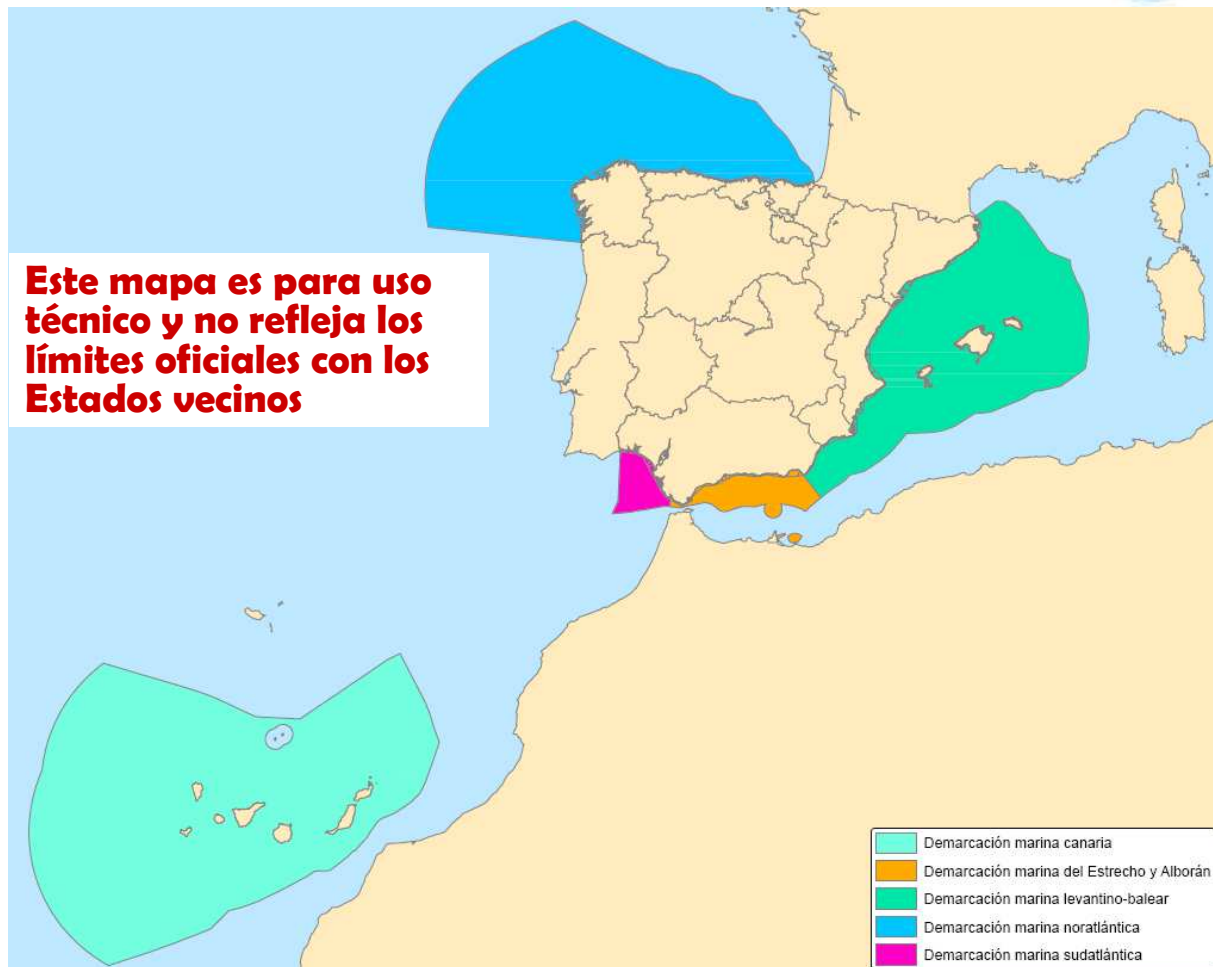 Este mapa es para uso
técnico y no refleja los
límites oficiales con los
Estados vecinos
Demarcación marina canaria
Demarcación marina del Estrecho y Alborán
Demarcación marina levantino-balear
Demarcación marina noratlántica
Demarcación marina sudatlántica